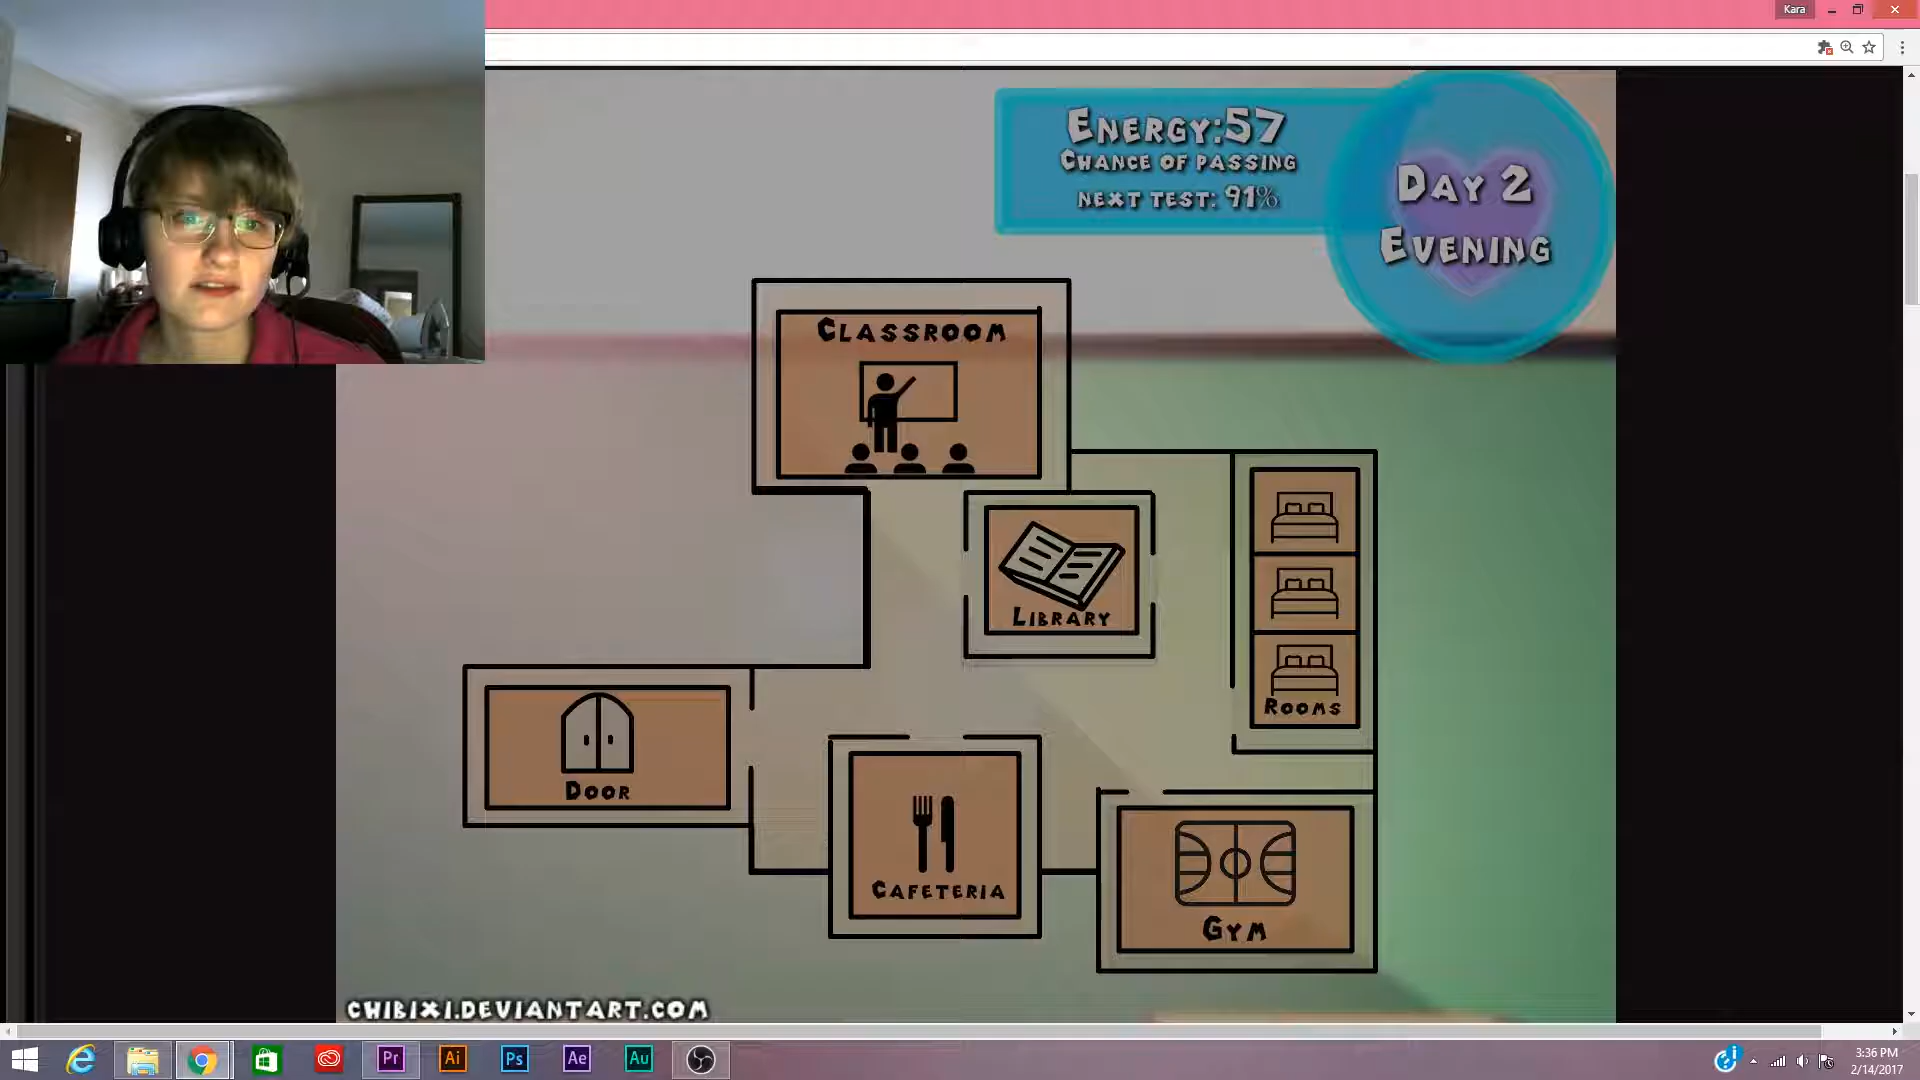 Kara
ENERGY:57
CHANCE OF PASSING
NEXT TEST: 91%
DAY 2
EVENING
CLASSROOM
LIBRARY
ROOMS
DOOR
CAFETERIA
GYM
CHIBIXI.DEVIANTART.COM
Pr
Ai
Ps
Ae
Au
3:36 PM
2/14/2017